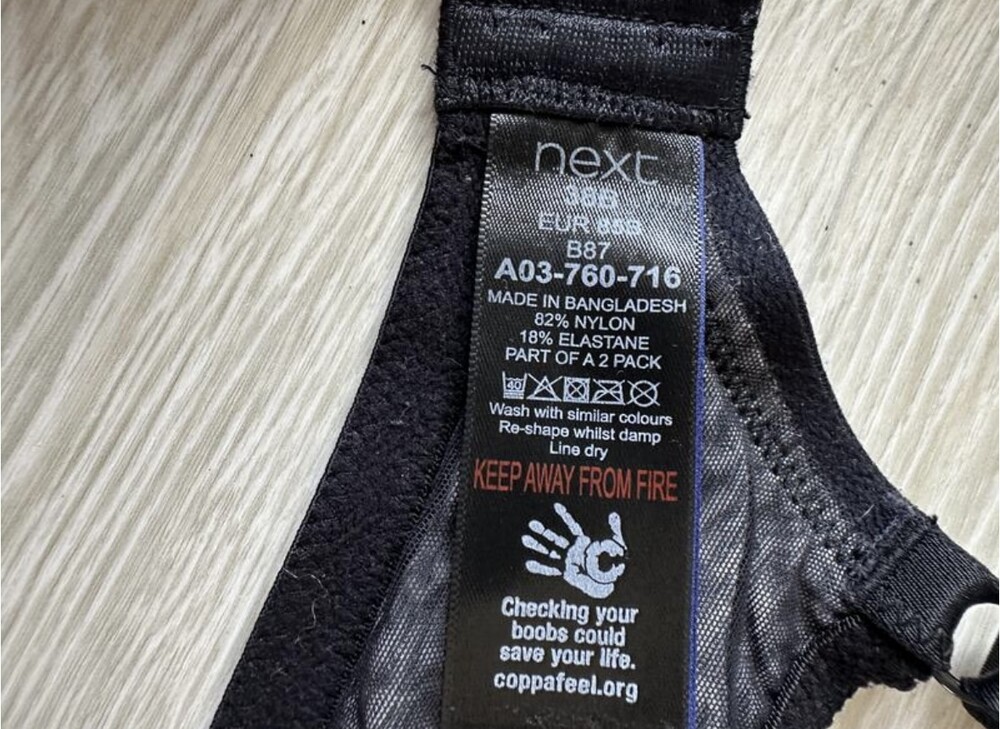 next
38B
EUR 85B
B87
A03-760-716
MADE IN BANGLADESH
82% NYLON
18% ELASTANE
PART OF A 2 PACK
40
Wash with similar colours
Re-shape whilst damp
Line dry
KEEP AWAY FROM FIRE
Checking your
boobs could
save your life.
coppafeel.org